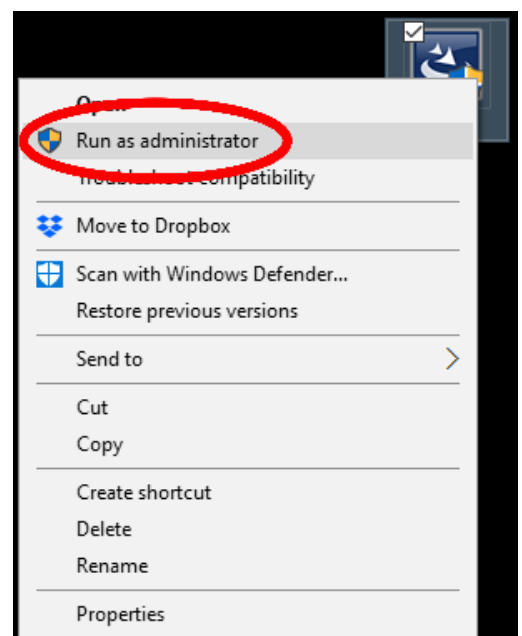 Open
Run as administrator
Troubleshoot compatibility
Move to Dropbox
Scan with Windows Defender...
Restore previous versions
Send to
Cut
Copy
Create shortcut
Delete
Rename
Properties